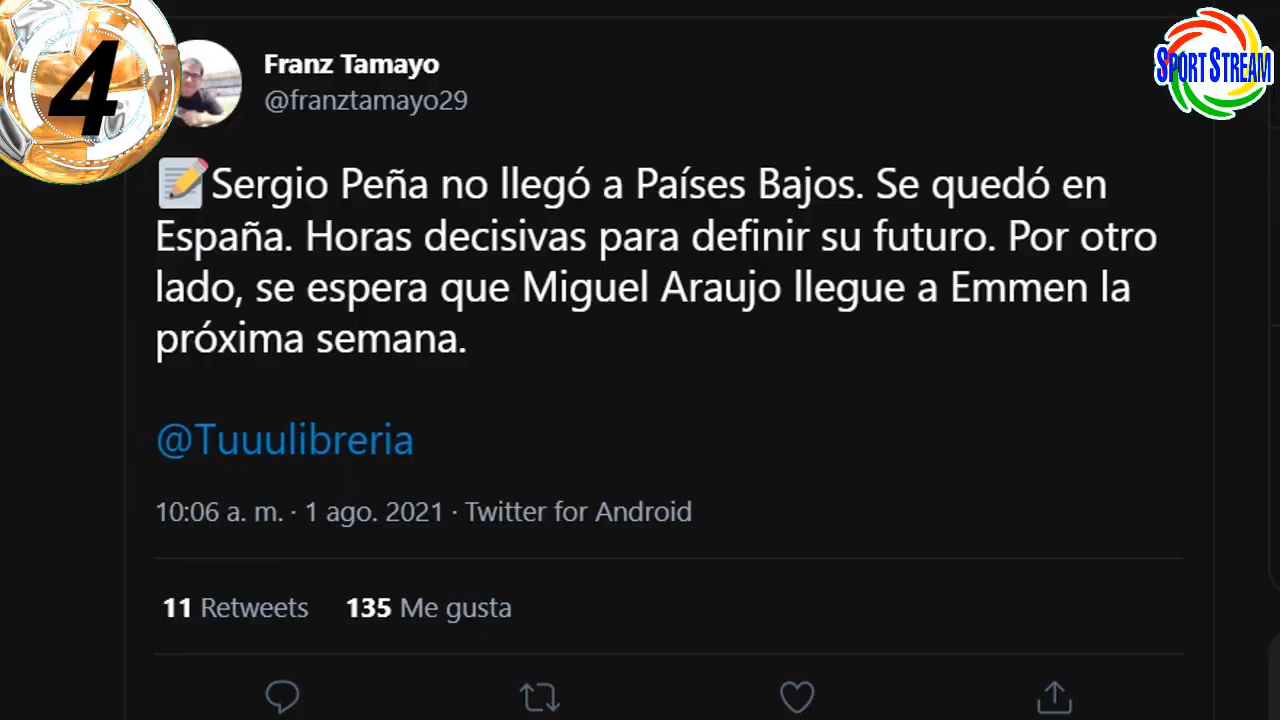 4
SPORT STREAM
Franz Tamayo
@franztamayo29
📝Sergio Peña no llegó a Países Bajos. Se quedó en
España. Horas decisivas para definir su futuro. Por otro
lado, se espera que Miguel Araujo llegue a Emmen la
próxima semana.
@Tuuulibreria
10:06 a. m. · 1 ago. 2021 · Twitter for Android
11 Retweets 135 Me gusta